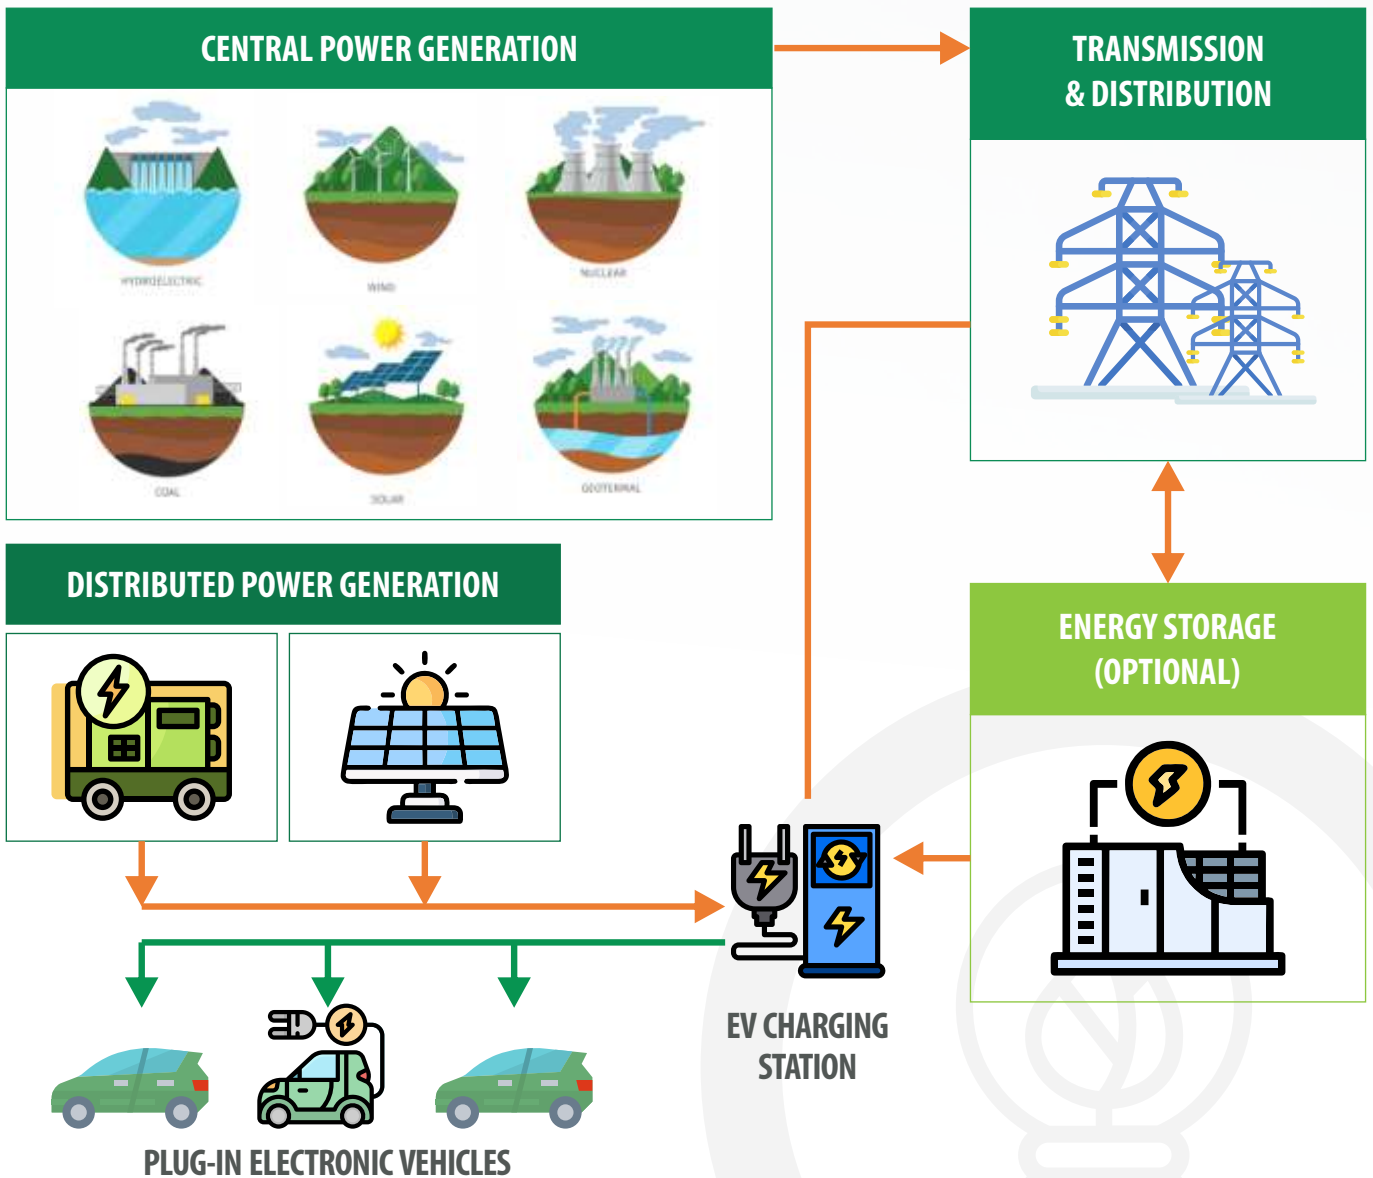 CENTRAL POWER GENERATION
TRANSMISSION
& DISTRIBUTION
HYDROELECTRIC
WIND
NUCLEAR
COAL
SOLAR
GEOTERMAL
DISTRIBUTED POWER GENERATION
ENERGY STORAGE
(OPTIONAL)
EV CHARGING
STATION
PLUG-IN ELECTRONIC VEHICLES